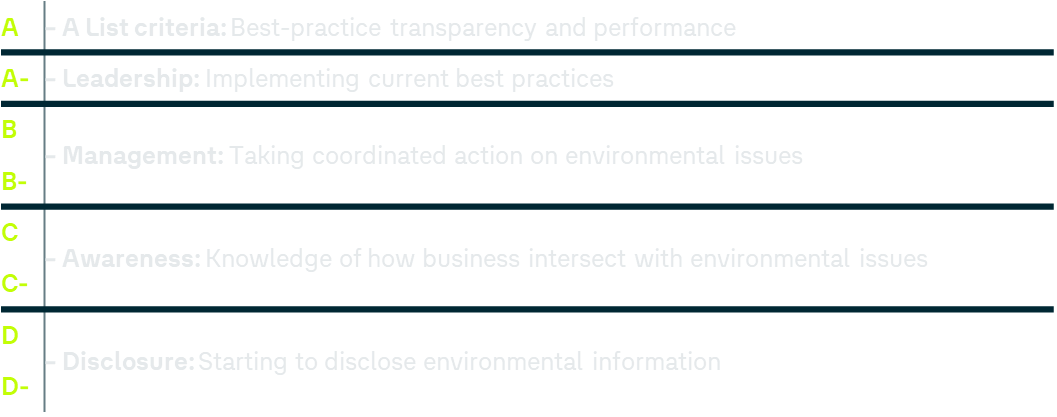 A - A List criteria: Best-practice transparency and performance
A- - Leadership: Implementing current best practices
B
- Management: Taking coordinated action on environmental issues
B-
C
- Awareness: Knowledge of how business intersect with environmental issues
C-
D
- Disclosure: Starting to disclose environmental information
D-